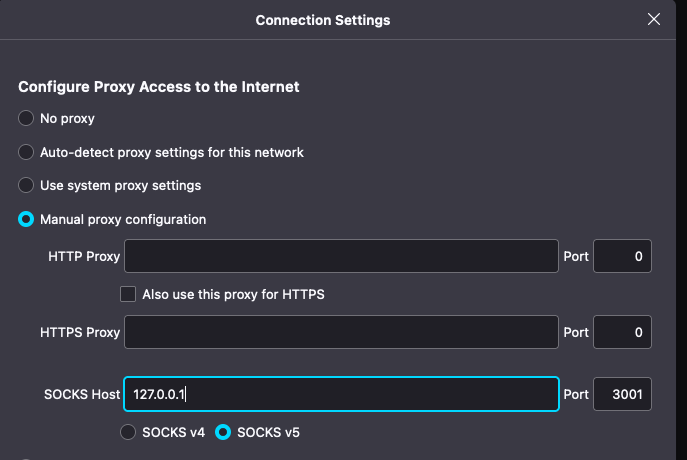 Connection Settings
Configure Proxy Access to the Internet
No proxy
Auto-detect proxy settings for this network
Use system proxy settings
Manual proxy configuration
HTTP Proxy Port 0
Also use this proxy for HTTPS
HTTPS Proxy Port 0
SOCKS Host 127.0.0.1 Port 3001
SOCKS v4 SOCKS v5